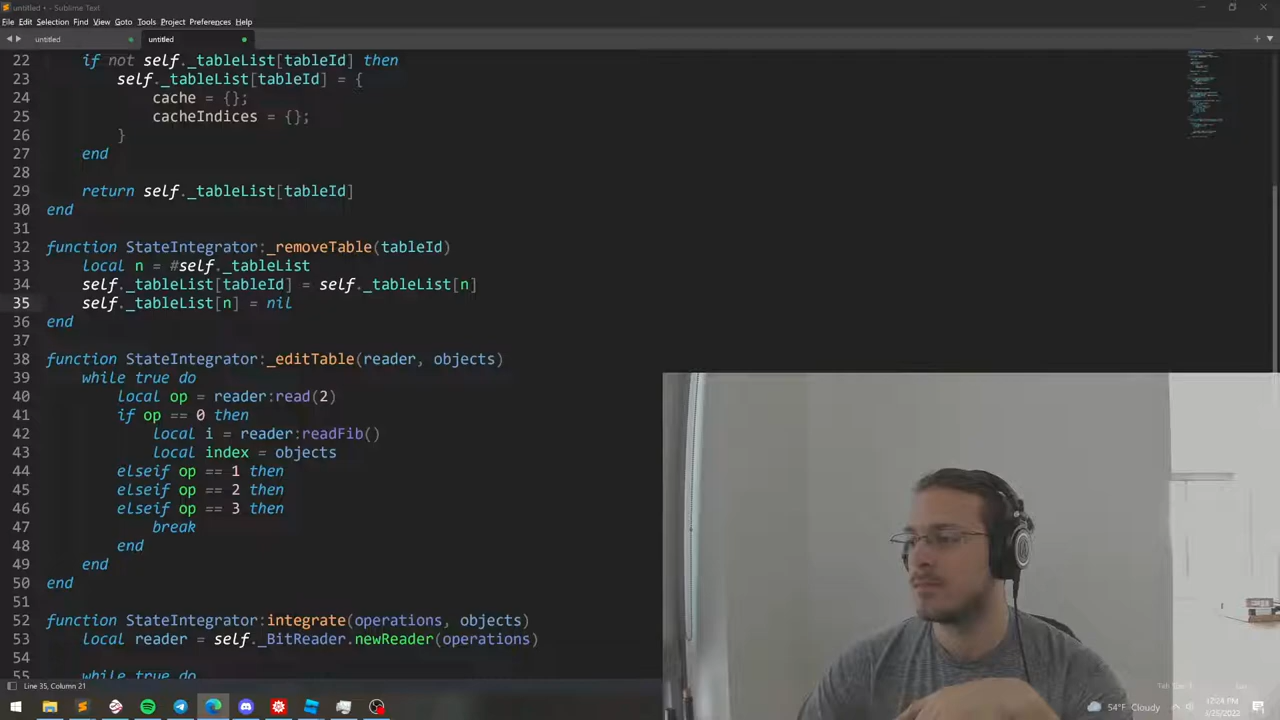 untitled • - Sublime Text
File Edit Selection Find View Goto Tools Project Preferences Help
untitled
untitled
22 if not self._tableList[tableId] then
23 self._tableList[tableId] = {
24 cache = {};
25 cacheIndices = {};
26 }
27 end
28
29 return self._tableList[tableId]
30 end
31
32 function StateIntegrator:_removeTable(tableId)
33 local n = #self._tableList
34 self._tableList[tableId] = self._tableList[n]
35 self._tableList[n] = nil
36 end
37
38 function StateIntegrator:_editTable(reader, objects)
39 while true do
40 local op = reader:read(2)
41 if op == 0 then
42 local i = reader:readFib()
43 local index = objects
44 elseif op == 1 then
45 elseif op == 2 then
46 elseif op == 3 then
47 break
48 end
49 end
50 end
51
52 function StateIntegrator:integrate(operations, objects)
53 local reader = self._BitReader.newReader(operations)
54
55 while true do
Line 35, Column 21
54°F Cloudy